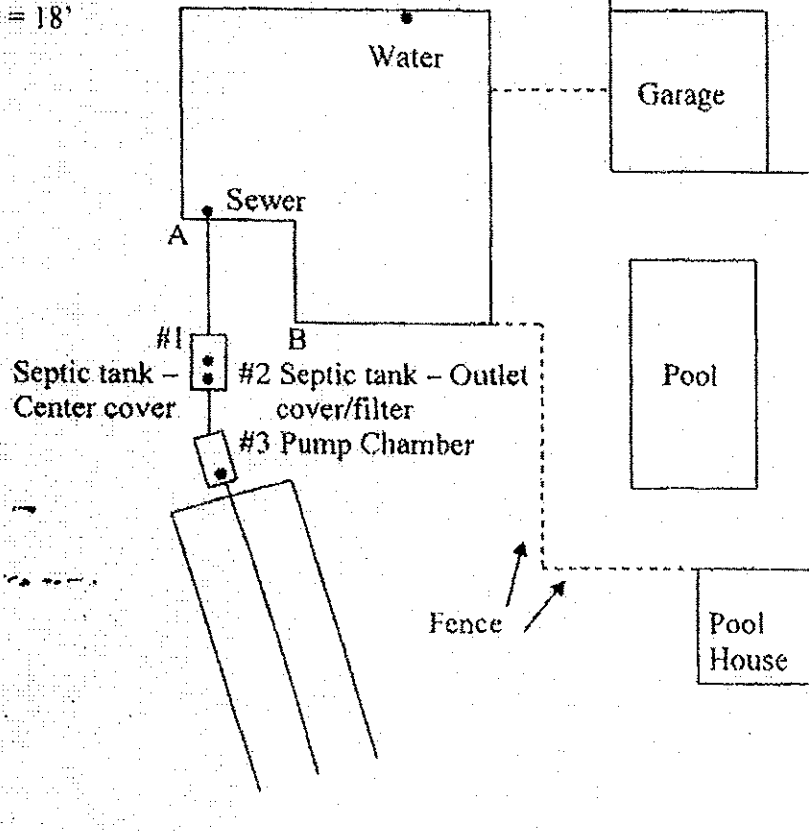 = 18'
Water
Garage
Sewer
A
#1
B
Septic tank –
Center cover
#2 Septic tank – Outlet
cover/filter
#3 Pump Chamber
Pool
Fence
Pool
House